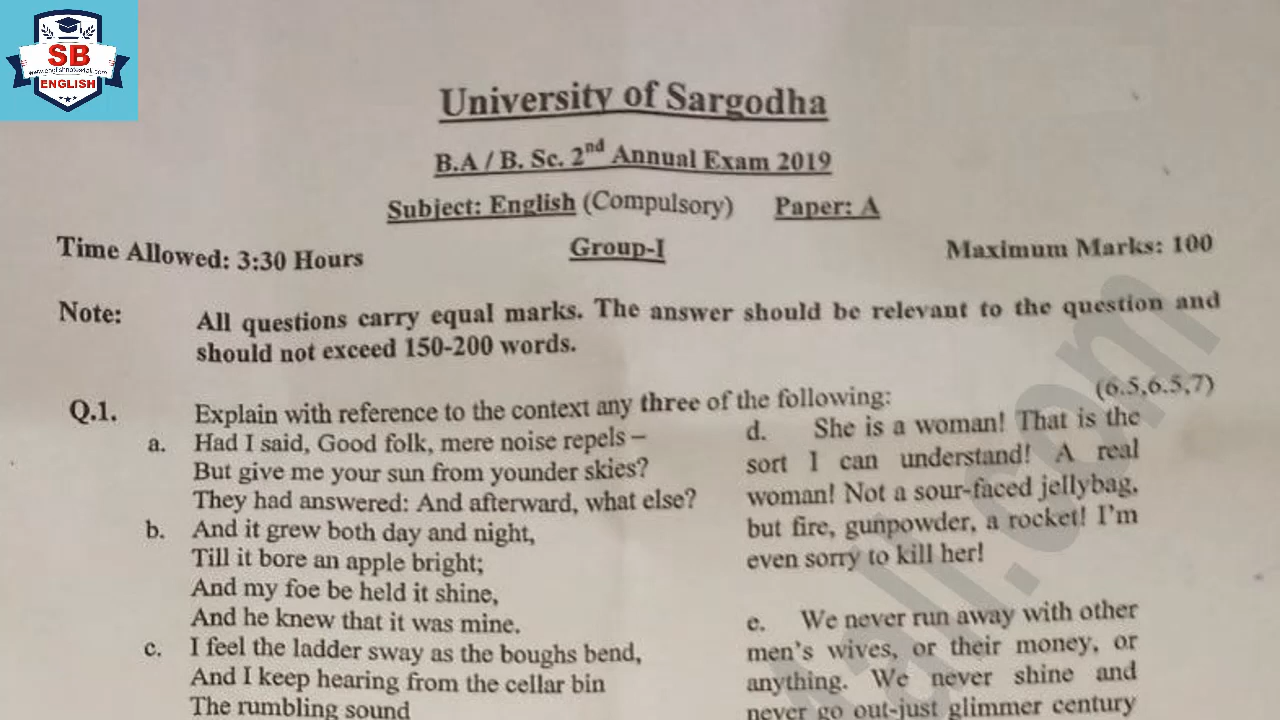 SB
www.englishnotes4all.com
ENGLISH
University of Sargodha
B.A / B. Sc. 2nd Annual Exam 2019
Subject: English (Compulsory) Paper: A
Time Allowed: 3:30 Hours Group-I Maximum Marks: 100
Note: All questions carry equal marks. The answer should be relevant to the question and
should not exceed 150-200 words.
Q.1. Explain with reference to the context any three of the following: (6.5,6.5,7)
a. Had I said, Good folk, mere noise repels –
But give me your sun from younder skies?
They had answered: And afterward, what else?
b. And it grew both day and night,
Till it bore an apple bright;
And my foe be held it shine,
And he knew that it was mine.
c. I feel the ladder sway as the boughs bend,
And I keep hearing from the cellar bin
The rumbling sound
d. She is a woman! That is the
sort I can understand! A real
woman! Not a sour-faced jellybag,
but fire, gunpowder, a rocket! I'm
even sorry to kill her!
e. We never run away with other
men's wives, or their money, or
anything. We never shine and
never go out-just glimmer century
4all.com